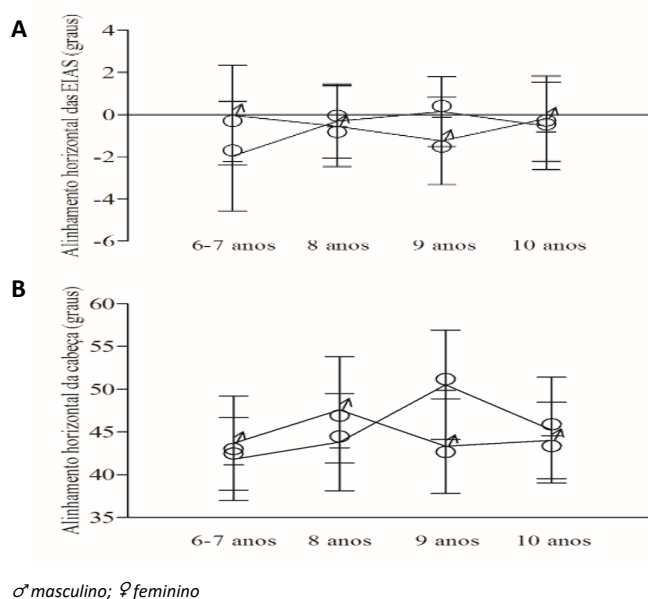 A
Alinhamento horizontal das EIAS (graus)
4
2
0
-2
-4
-6
6-7 anos 8 anos 9 anos 10 anos
B
Alinhamento horizontal da cabeça (graus)
60
55
50
45
40
35
6-7 anos 8 anos 9 anos 10 anos
♂ masculino; ♀ feminino